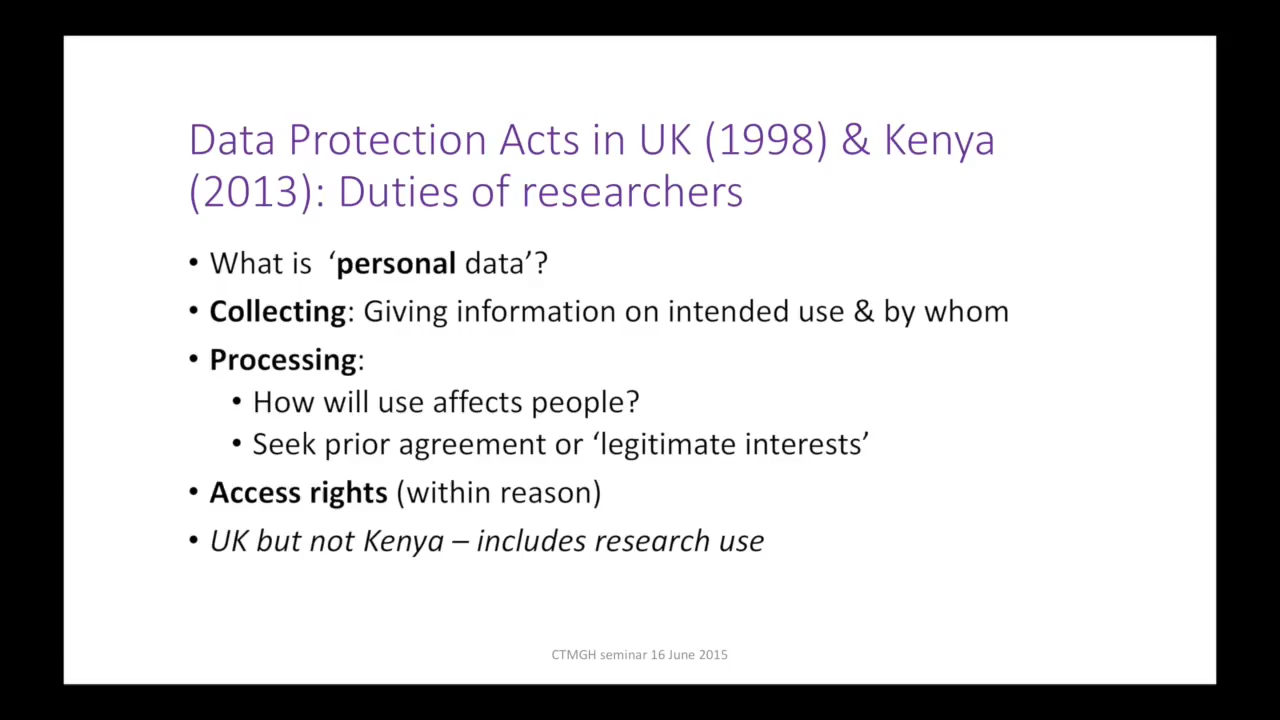 Data Protection Acts in UK (1998) & Kenya
(2013): Duties of researchers
• What is ‘personal data’?
• Collecting: Giving information on intended use & by whom
• Processing:
• How will use affects people?
• Seek prior agreement or ‘legitimate interests’
• Access rights (within reason)
• UK but not Kenya – includes research use
CTMGH seminar 16 June 2015